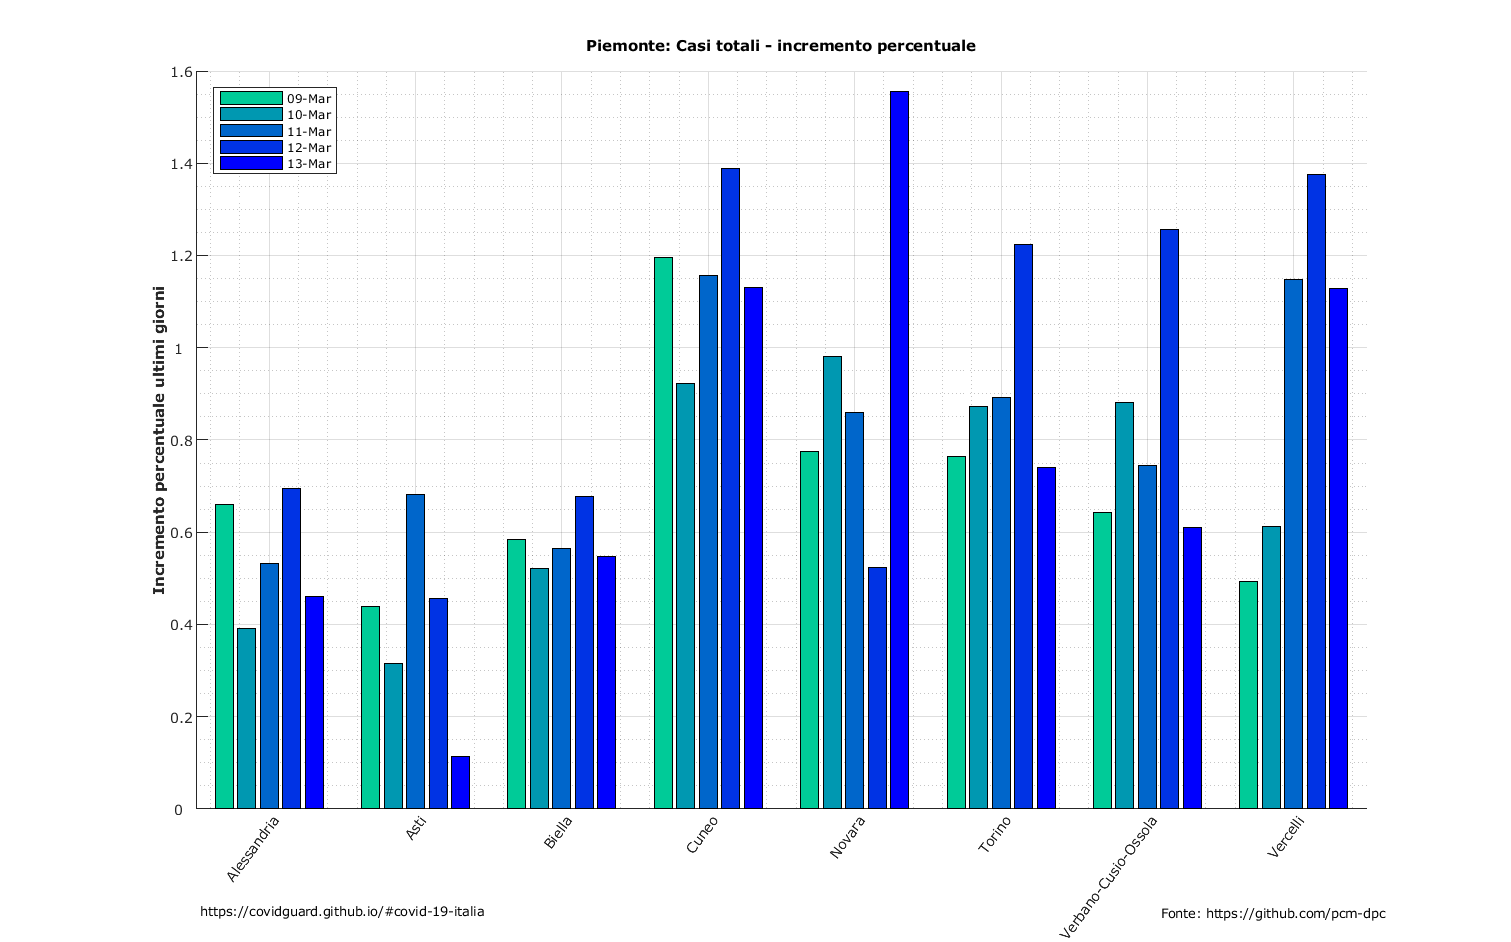 Piemonte: Casi totali - incremento percentuale
1.6
1.4
1.2
1
0.8
0.6
0.4
0.2
0
Incremento percentuale ultimi giorni
09-Mar
10-Mar
11-Mar
12-Mar
13-Mar
Alessandria
Asti
Biella
Cuneo
Novara
Torino
Verbano-Cusio-Ossola
Vercelli
https://covidguard.github.io/#covid-19-italia
Fonte: https://github.com/pcm-dpc